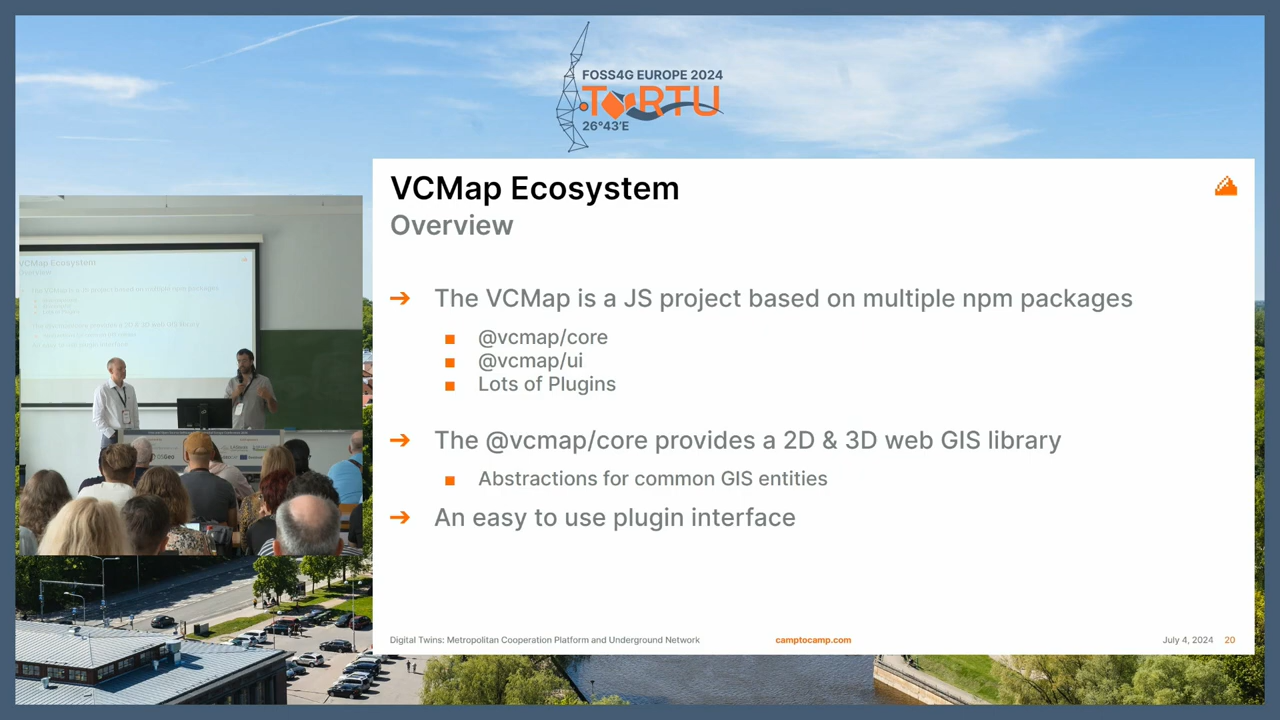 FOSS4G EUROPE 2024
TARTU
26°43'E
VCMap Ecosystem
Overview
➔ The VCMap is a JS project based on multiple npm packages
■ @vcmap/core
■ @vcmap/ui
■ Lots of Plugins
➔ The @vcmap/core provides a 2D & 3D web GIS library
■ Abstractions for common GIS entities
➔ An easy to use plugin interface
Digital Twins: Metropolitan Cooperation Platform and Underground Network
camptocamp.com
July 4, 2024 20
VCMap Ecosystem
Overview